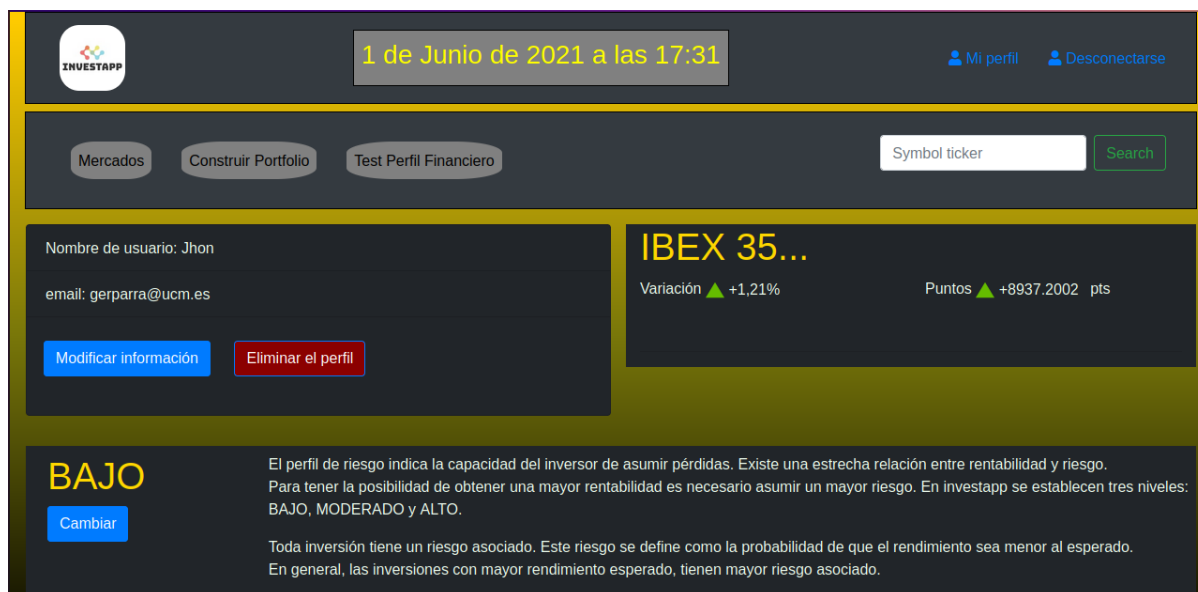 INVESTAPP
1 de Junio de 2021 a las 17:31
Mi perfil
Desconectarse
Mercados
Construir Portfolio
Test Perfil Financiero
Symbol ticker
Search
Nombre de usuario: Jhon
email: gerparra@ucm.es
Modificar información
Eliminar el perfil
IBEX 35...
Variación +1,21%
Puntos +8937.2002 pts
BAJO
Cambiar
El perfil de riesgo indica la capacidad del inversor de asumir pérdidas. Existe una estrecha relación entre rentabilidad y riesgo.
Para tener la posibilidad de obtener una mayor rentabilidad es necesario asumir un mayor riesgo. En investapp se establecen tres niveles:
BAJO, MODERADO y ALTO.
Toda inversión tiene un riesgo asociado. Este riesgo se define como la probabilidad de que el rendimiento sea menor al esperado.
En general, las inversiones con mayor rendimiento esperado, tienen mayor riesgo asociado.